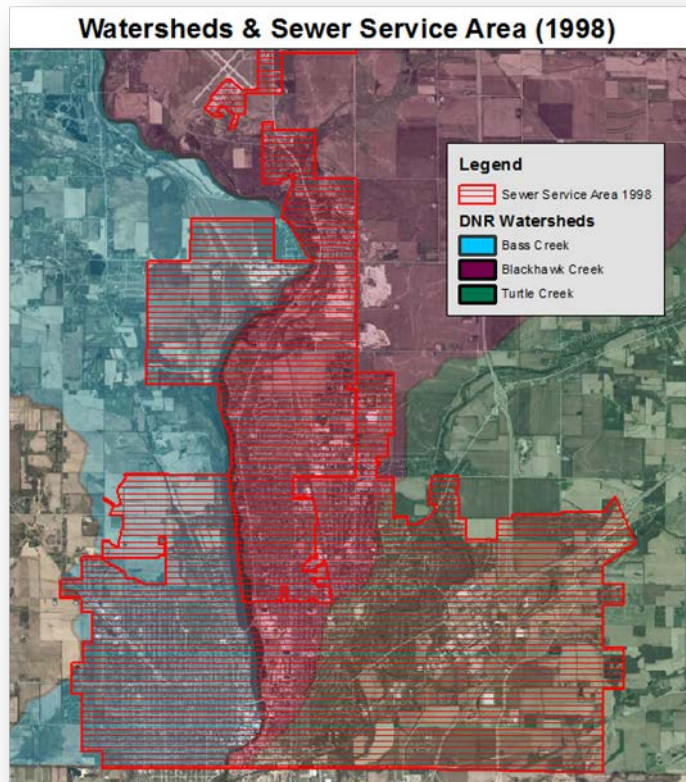 Watersheds & Sewer Service Area (1998)
Legend
Sewer Service Area 1998
DNR Watersheds
Bass Creek
Blackhawk Creek
Turtle Creek